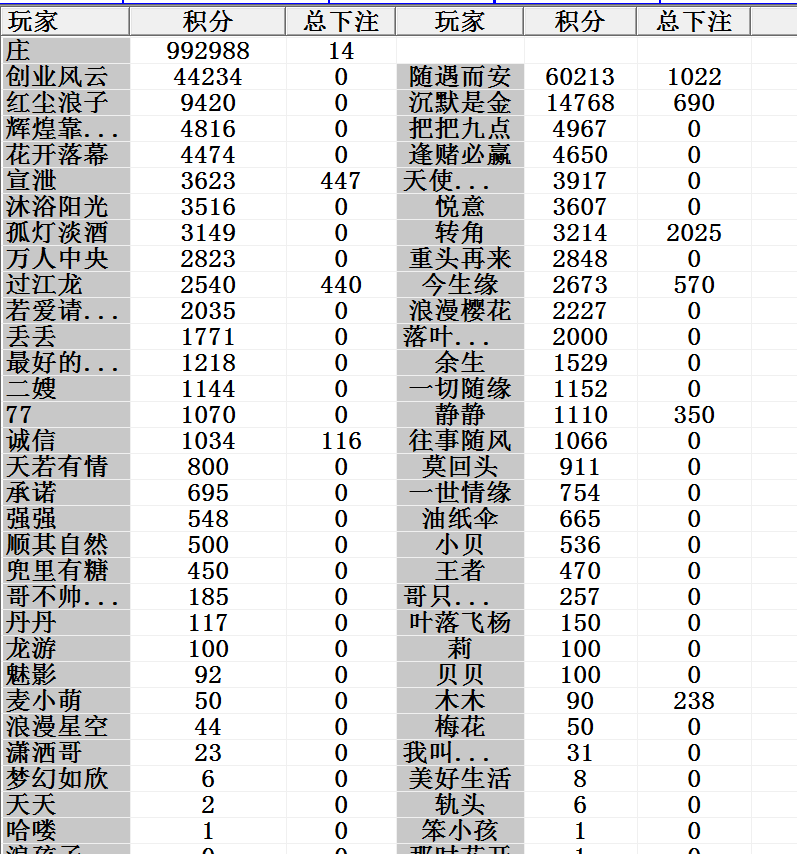 玩家 积分 总下注 玩家 积分 总下注
庄 992988 14
创业风云 44234 0 随遇而安 60213 1022
红尘浪子 9420 0 沉默是金 14768 690
辉煌靠... 4816 0 把把九点 4967 0
花开落幕 4474 0 逢赌必赢 4650 0
宣泄 3623 447 天使... 3917 0
沐浴阳光 3516 0 悦意 3607 0
孤灯淡酒 3149 0 转角 3214 2025
万人中央 2823 0 重头再来 2848 0
过江龙 2540 440 今生缘 2673 570
若爱请... 2035 0 浪漫樱花 2227 0
丢丢 1771 0 落叶... 2000 0
最好的... 1218 0 余生 1529 0
二嫂 1144 0 一切随缘 1152 0
77 1070 0 静静 1110 350
诚信 1034 116 往事随风 1066 0
天若有情 800 0 莫回头 911 0
承诺 695 0 一世情缘 754 0
强强 548 0 油纸伞 665 0
顺其自然 500 0 小贝 536 0
兜里有糖 450 0 王者 470 0
哥不帅... 185 0 哥只... 257 0
丹丹 117 0 叶落飞杨 150 0
龙游 100 0 莉 100 0
魅影 92 0 贝贝 100 0
麦小萌 50 0 木木 90 238
浪漫星空 44 0 梅花 50 0
潇洒哥 23 0 我叫... 31 0
梦幻如欣 6 0 美好生活 8 0
天天 2 0 轨头 6 0
哈喽 1 0 笨小孩 1 0